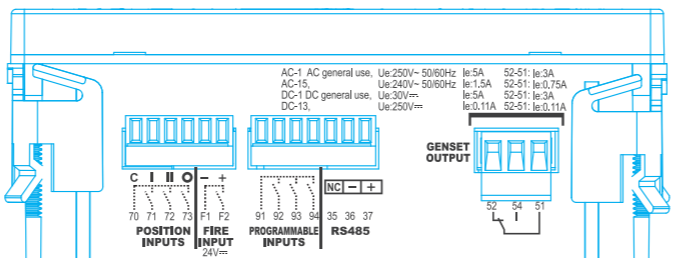 AC-1 AC general use, Ue:250V~ 50/60Hz Ie:5A 52-51: Ie:3A
AC-15, Ue:240V~ 50/60Hz Ie:1,5A 52-51: Ie:0,75A
DC-1 DC general use, Ue:30V⎓ Ie:5A 52-51: Ie:3A
DC-13, Ue:250V⎓ Ie:0.11A 52-51: Ie:0.11A
GENSET
OUTPUT
C I II O − +
NC − +
70 71 72 73 F1 F2 91 92 93 94 35 36 37
52 54 51
POSITION
INPUTS
FIRE
INPUT
24V⎓
PROGRAMMABLE
INPUTS
RS485